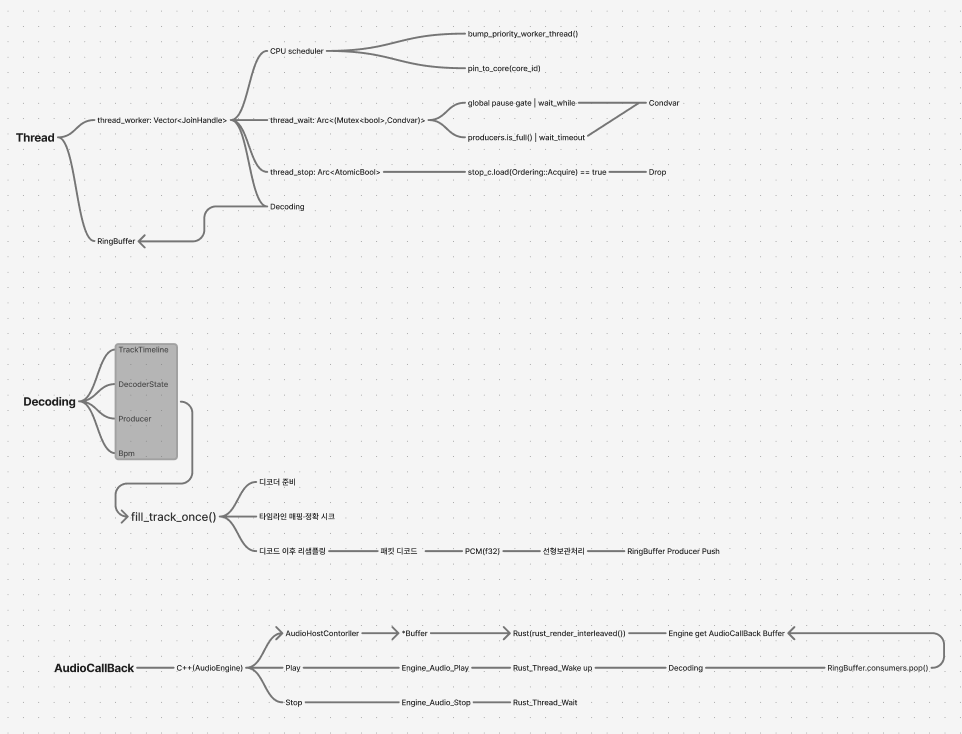 Thread
thread_worker: Vector<JoinHandle>
CPU scheduler
bump_priority_worker_thread()
pin_to_core(core_id)
thread_wait: Arc<(Mutex<bool>,Condvar)>
global pause gate | wait_while
Condvar
producers.is_full() | wait_timeout
thread_stop: Arc<AtomicBool>
stop_c.load(Ordering::Acquire) == true
Drop
Decoding
RingBuffer
Decoding
TrackTimeline
DecoderState
Producer
Bpm
fill_track_once()
디코더 준비
타임라인 매핑·정확 시크
디코드 이후 리샘플링
패킷 디코드
PCM(f32)
선형보관처리
RingBuffer Producer Push
AudioCallBack
C++(AudioEngine)
AudioHostContorller
*Buffer
Rust(rust_render_interleaved())
Engine get AudioCallBack Buffer
Play
Engine_Audio_Play
Rust_Thread_Wake up
Decoding
RingBuffer.consumers.pop()
Stop
Engine_Audio_Stop
Rust_Thread_Wait